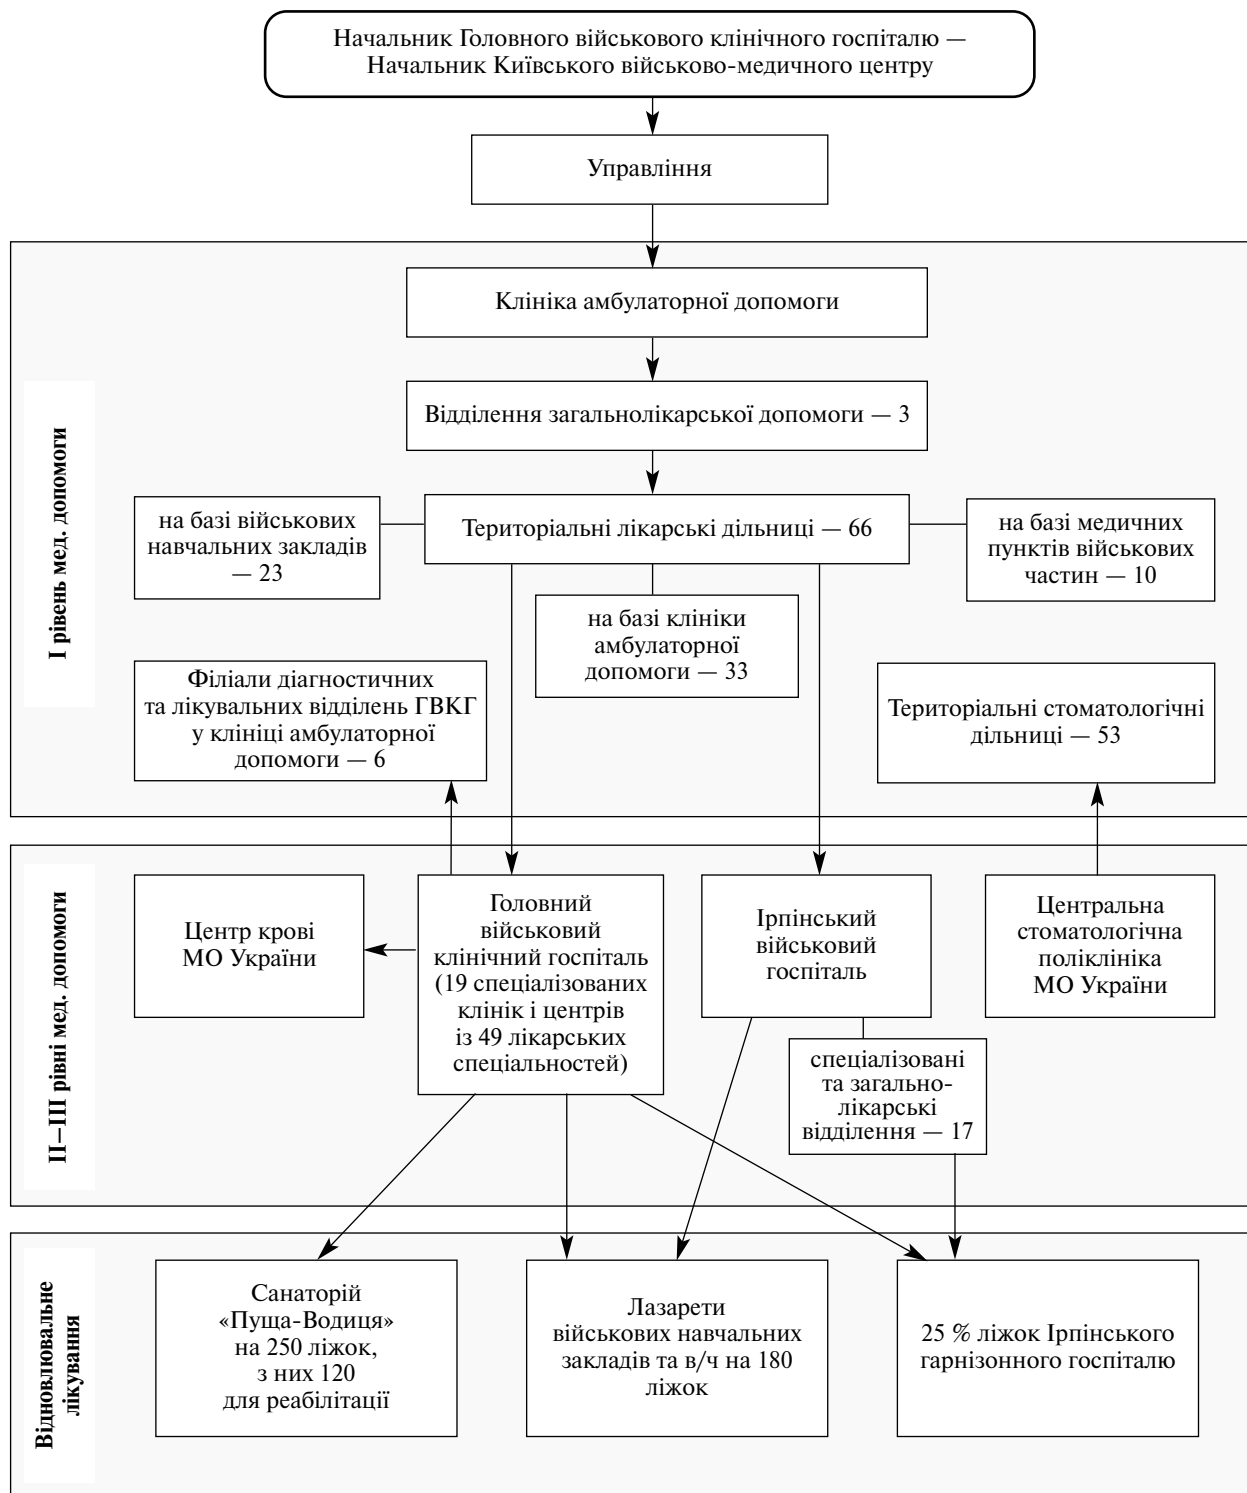 Начальник Головного військового клінічного госпіталю —
Начальник Київського військово-медичного центру
Управління
І рівень мед. допомоги
Клініка амбулаторної допомоги
Відділення загальнолікарської допомоги — 3
на базі військових
навчальних закладів
— 23
Територіальні лікарські дільниці — 66
на базі медичних
пунктів військових
частин — 10
на базі клініки
амбулаторної
допомоги — 33
Філіали діагностичних
та лікувальних відділень ГВКГ
у клініці амбулаторної
допомоги — 6
Територіальні стоматологічні
дільниці — 53
ІІ—ІІІ рівні мед. допомоги
Центр крові
МО України
Головний
військовий
клінічний госпіталь
(19 спеціалізованих
клінік і центрів
із 49 лікарських
спеціальностей)
Ірпінський
військовий
госпіталь
Центральна
стоматологічна
поліклініка
МО України
спеціалізовані
та загально-
лікарські
відділення — 17
Відновлювальне
лікування
Санаторій
«Пуща-Водиця»
на 250 ліжок,
з них 120
для реабілітації
Лазарети
військових навчальних
закладів та в/ч на 180
ліжок
25 % ліжок Ірпінського
гарнізонного госпіталю